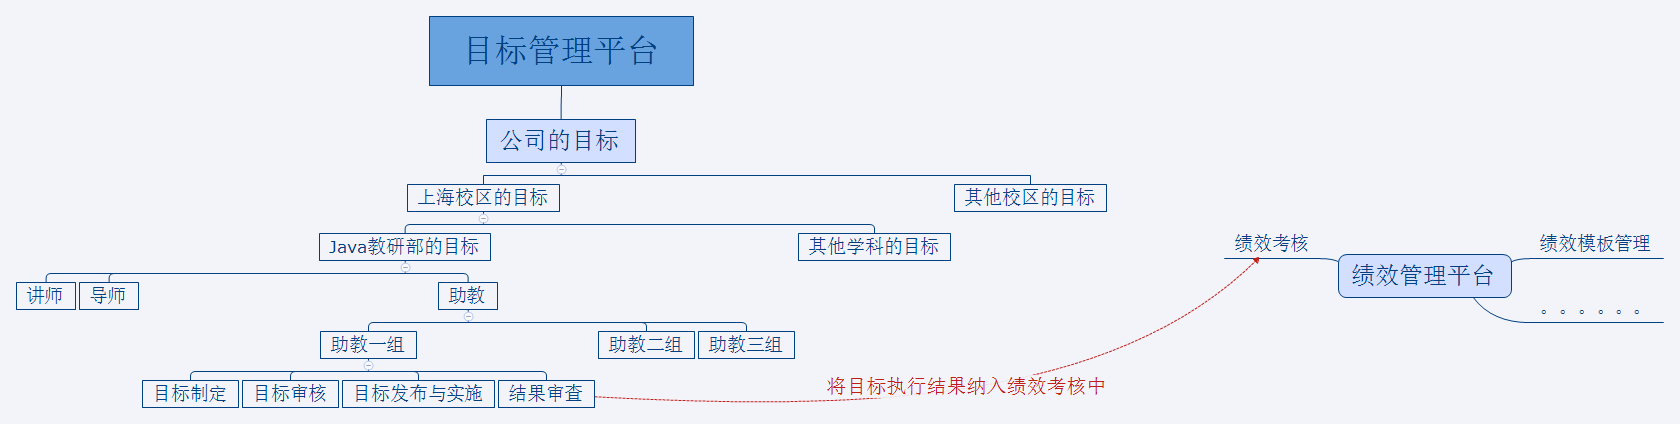 目标管理平台
公司的目标
上海校区的目标
其他校区的目标
Java教研部的目标
其他学科的目标
绩效考核
绩效模板管理
绩效管理平台
讲师
导师
助教
。。。。。。
助教一组
助教二组
助教三组
目标制定
目标审核
目标发布与实施
结果审查
将目标执行结果纳入绩效考核中